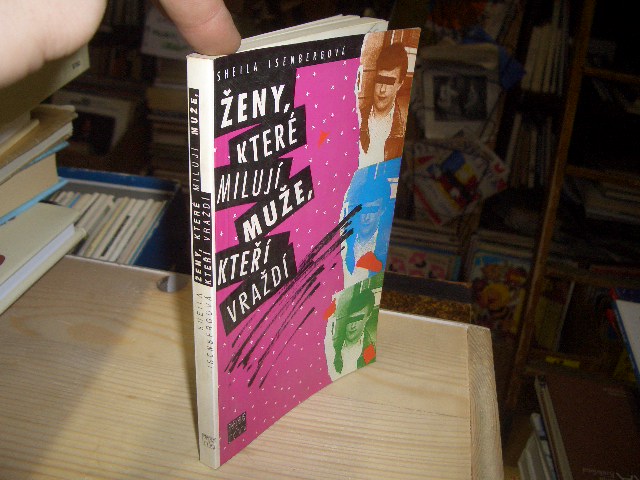 SHEILA ISENBERGOVÁ
ŽENY,
KTERÉ
MILUJÍ
MUŽE,
KTEŘÍ
VRAŽDÍ
SHEILA ISENBERGOVÁ
ŽENY, KTERÉ MILUJÍ MUŽE,
KTEŘÍ VRAŽDÍ